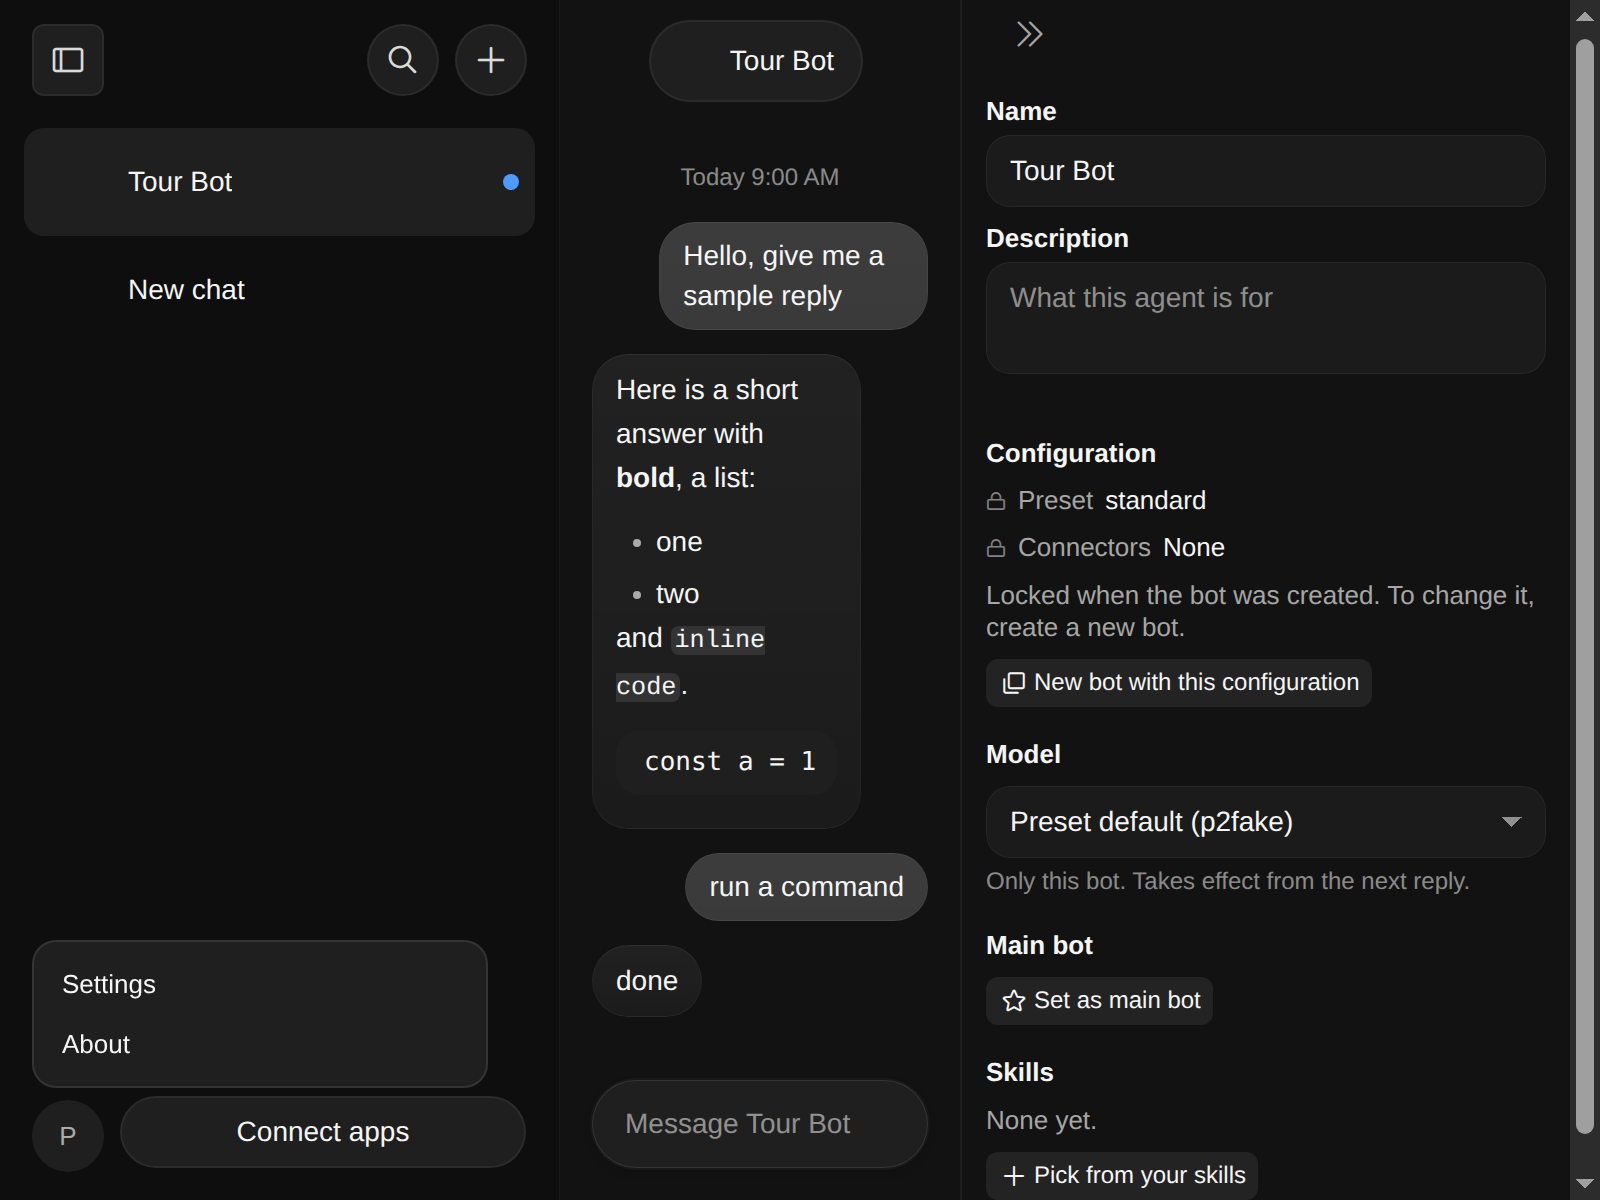 Tour Bot
New chat
Settings
About
P
Connect apps
Tour Bot
Today 9:00 AM
Hello, give me a
sample reply
Here is a short
answer with
bold, a list:
• one
• two
and inline
code.
const a = 1
run a command
done
Message Tour Bot
Name
Tour Bot
Description
What this agent is for
Configuration
Preset standard
Connectors None
Locked when the bot was created. To change it,
create a new bot.
New bot with this configuration
Model
Preset default (p2fake)
Only this bot. Takes effect from the next reply.
Main bot
Set as main bot
Skills
None yet.
Pick from your skills